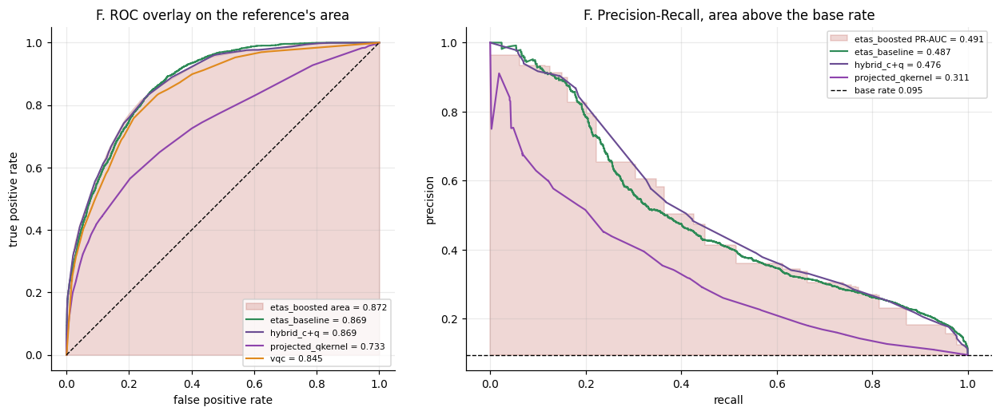 F. ROC overlay on the reference's area
true positive rate
1.0
0.8
0.6
0.4
0.2
0.0
0.0 0.2 0.4 0.6 0.8 1.0
false positive rate
etas_boosted area = 0.872
etas_baseline = 0.869
hybrid_c+q = 0.869
projected_qkernel = 0.733
vqc = 0.845
F. Precision-Recall, area above the base rate
precision
1.0
0.8
0.6
0.4
0.2
0.0 0.2 0.4 0.6 0.8 1.0
recall
etas_boosted PR-AUC = 0.491
etas_baseline = 0.487
hybrid_c+q = 0.476
projected_qkernel = 0.311
base rate 0.095